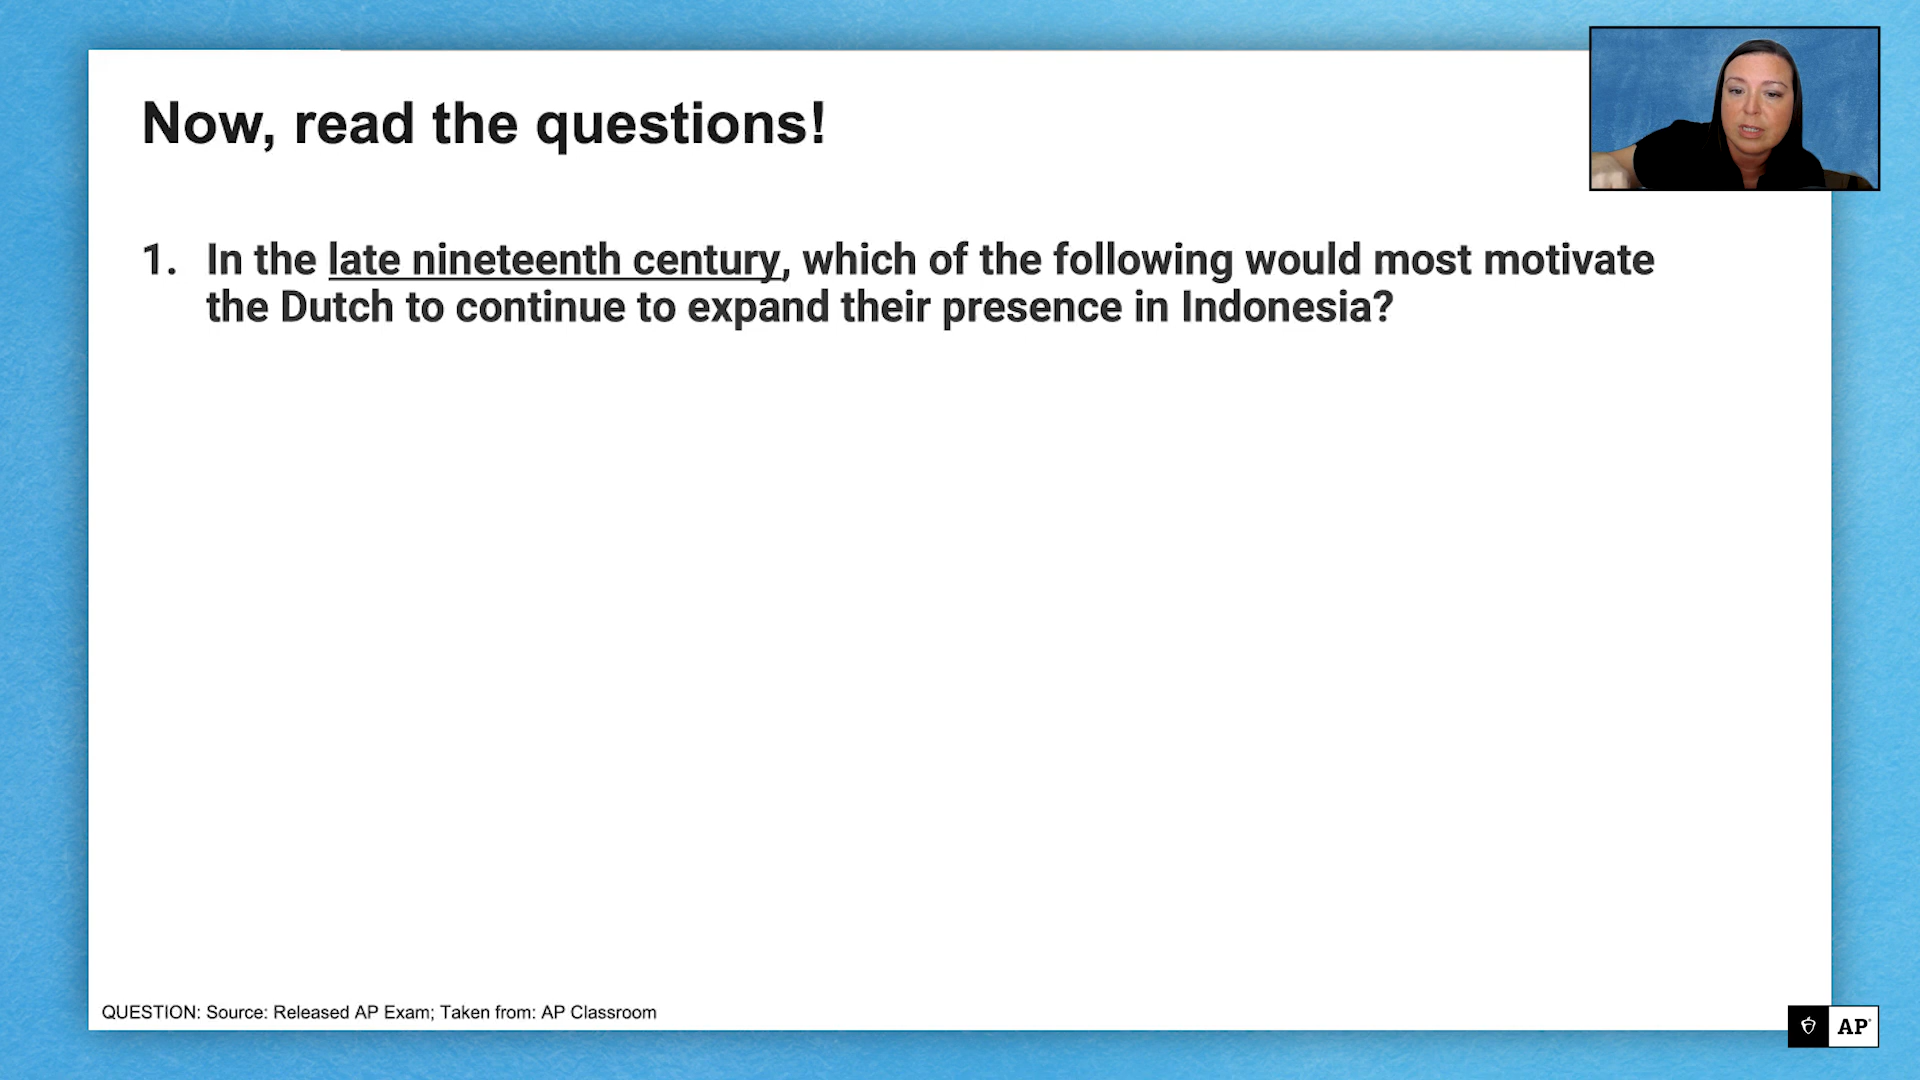 Now, read the questions!
1. In the late nineteenth century, which of the following would most motivate
the Dutch to continue to expand their presence in Indonesia?
QUESTION: Source: Released AP Exam; Taken from: AP Classroom
AP